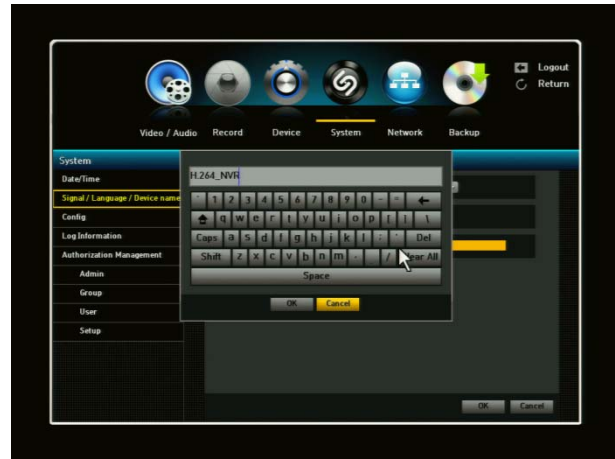 Logout
Return
Video / Audio Record Device System Network Backup
System
Date/Time
Signal / Language / Device name
Config
Log Information
Authorization Management
Admin
Group
User
Setup
H.264_NVR
` 1 2 3 4 5 6 7 8 9 0 - =
q w e r t y u i o p [ ] \
Caps a s d f g h j k l ; ' Del
Shift z x c v b n m . _ / Clear All
Space
OK Cancel
OK Cancel